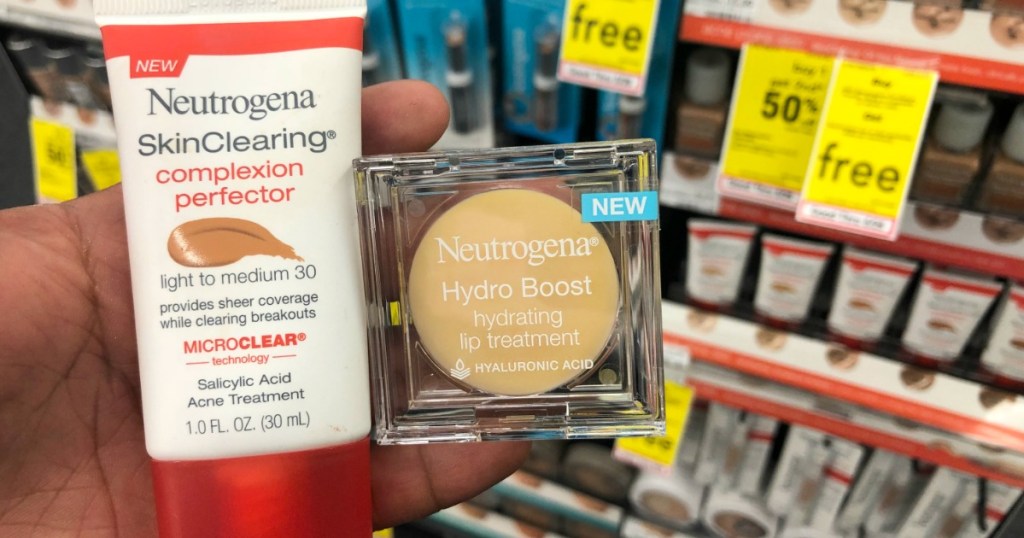 NEW
Neutrogena
SkinClearing®
complexion
perfector
light to medium 30
provides sheer coverage
while clearing breakouts
MICROCLEAR®
technology
Salicylic Acid
Acne Treatment
1.0 FL. OZ. (30 mL)
NEW
Neutrogena®
Hydro Boost
hydrating
lip treatment
HYALURONIC ACID
free
50%
free